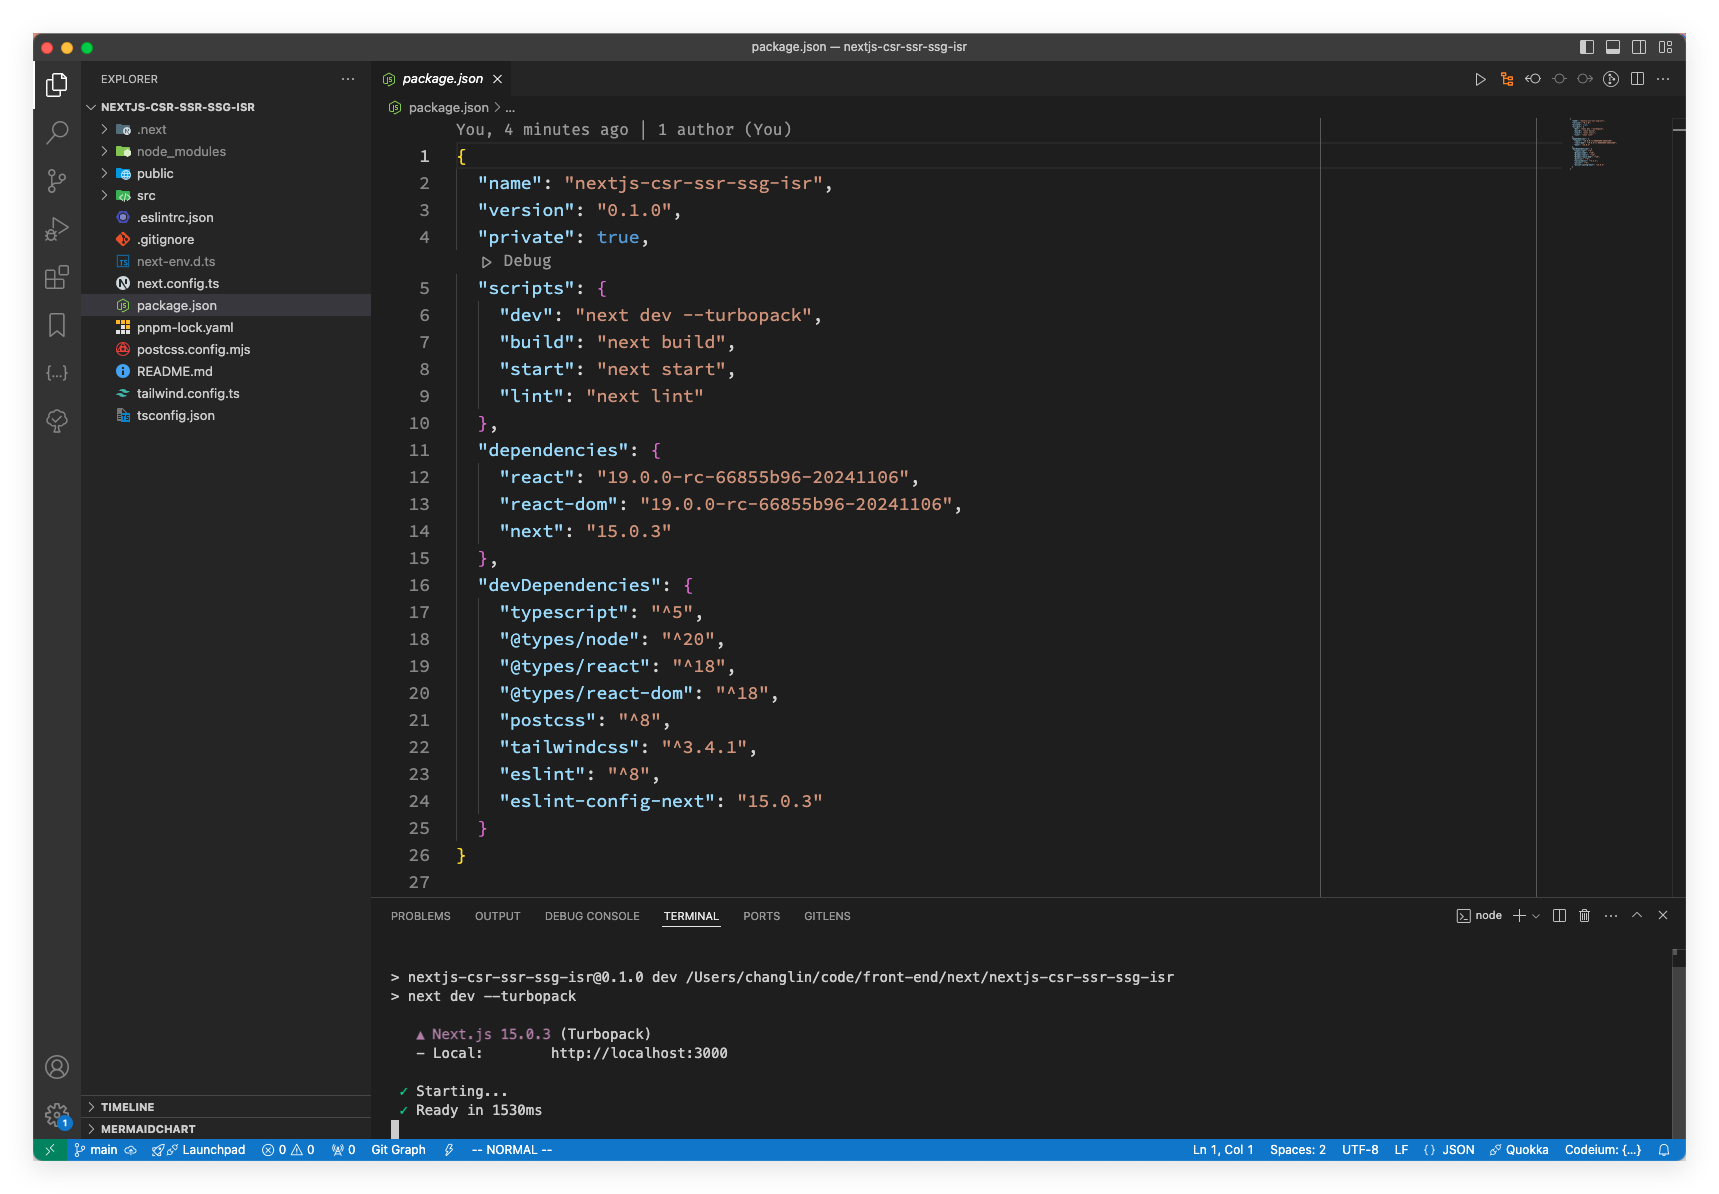 package.json — nextjs-csr-ssr-ssg-isr
EXPLORER
NEXTJS-CSR-SSR-SSG-ISR
.next
node_modules
public
src
.eslintrc.json
.gitignore
next-env.d.ts
next.config.ts
package.json
pnpm-lock.yaml
postcss.config.mjs
README.md
tailwind.config.ts
tsconfig.json
TIMELINE
MERMAIDCHART
package.json
package.json > ...
You, 4 minutes ago | 1 author (You)
1 {
2 "name": "nextjs-csr-ssr-ssg-isr",
3 "version": "0.1.0",
4 "private": true,
Debug
5 "scripts": {
6 "dev": "next dev --turbopack",
7 "build": "next build",
8 "start": "next start",
9 "lint": "next lint"
10 },
11 "dependencies": {
12 "react": "19.0.0-rc-66855b96-20241106",
13 "react-dom": "19.0.0-rc-66855b96-20241106",
14 "next": "15.0.3"
15 },
16 "devDependencies": {
17 "typescript": "^5",
18 "@types/node": "^20",
19 "@types/react": "^18",
20 "@types/react-dom": "^18",
21 "postcss": "^8",
22 "tailwindcss": "^3.4.1",
23 "eslint": "^8",
24 "eslint-config-next": "15.0.3"
25 }
26 }
27
PROBLEMS OUTPUT DEBUG CONSOLE TERMINAL PORTS GITLENS node
> nextjs-csr-ssr-ssg-isr@0.1.0 dev /Users/changlin/code/front-end/next/nextjs-csr-ssr-ssg-isr
> next dev --turbopack
▲ Next.js 15.0.3 (Turbopack)
- Local: http://localhost:3000
✓ Starting...
✓ Ready in 1530ms
1
main Launchpad 0 0 0 Git Graph -- NORMAL -- Ln 1, Col 1 Spaces: 2 UTF-8 LF {} JSON Quokka Codeium: {...}